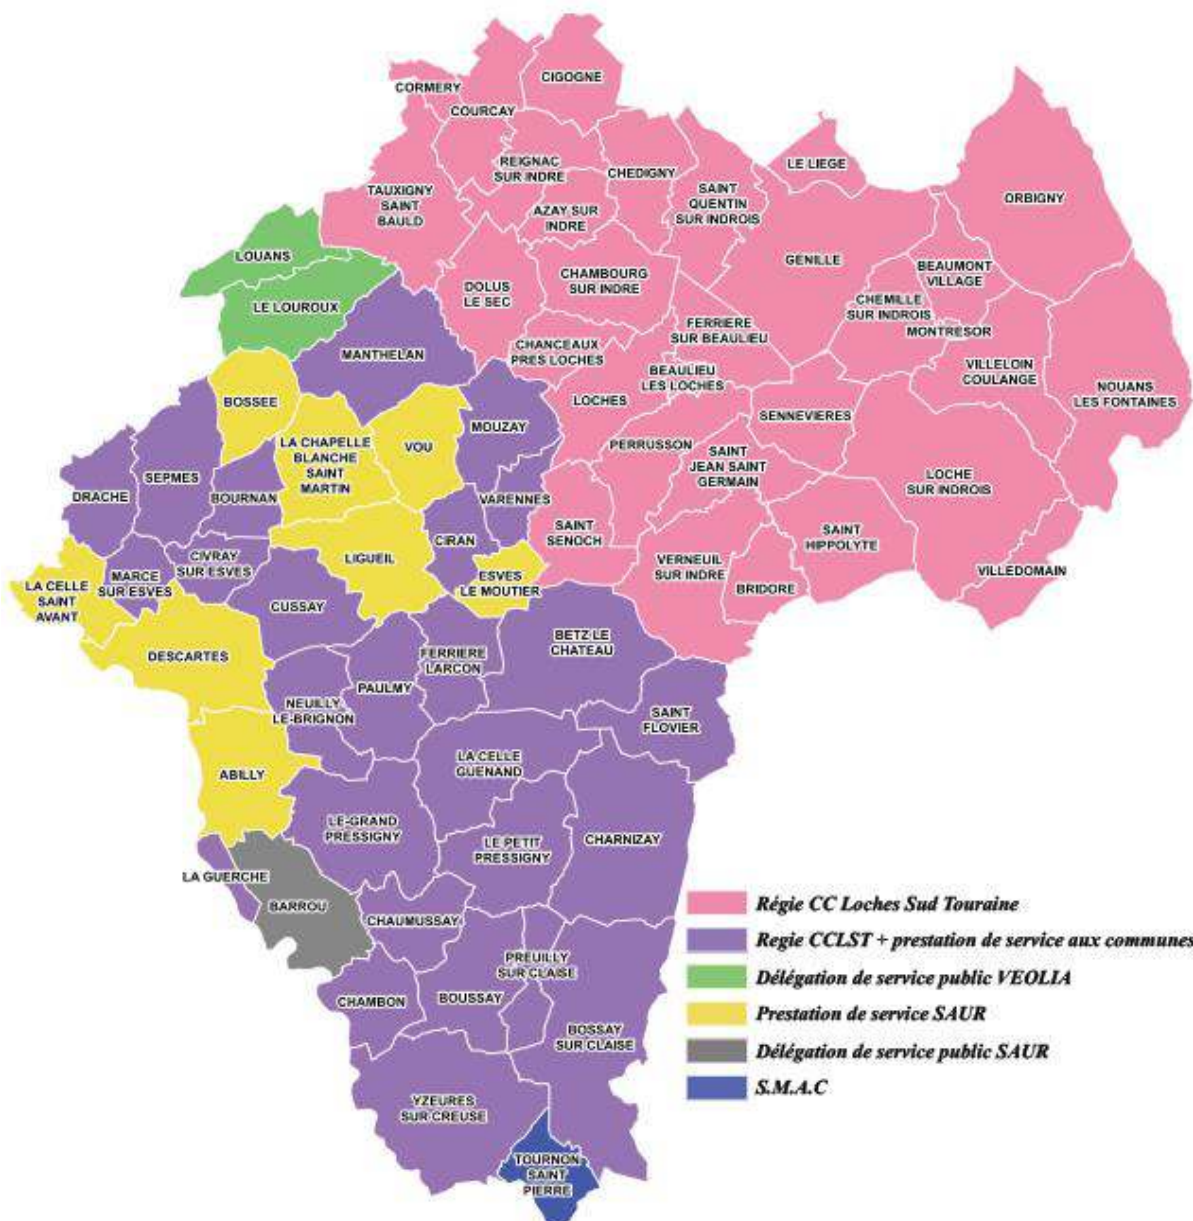 CIGOGNE
CORMERY
COURCAY
LE LIEGE
REIGNAC
SUR INDRE
CHEDIGNY
TAUXIGNY
SAINT
BAULD
SAINT
QUENTIN
SUR INDROIS
ORBIGNY
AZAY SUR
INDRE
LOUANS
GENILLE
BEAUMONT
VILLAGE
CHAMBOURG
SUR INDRE
DOLUS
LE SEC
LE LOUROUX
CHEMILLE
SUR INDROIS
MONTRESOR
FERRIERE
SUR BEAULIEU
CHANCEAUX
PRES LOCHES
MANTHELAN
VILLELOIN
COULANGE
BEAULIEU
LES LOCHES
NOUANS
LES FONTAINES
LOCHES
BOSSEE
SENNEVIERES
MOUZAY
LA CHAPELLE
BLANCHE
SAINT
MARTIN
VOU
PERRUSSON
SAINT
JEAN SAINT
GERMAIN
LOCHE
SUR INDROIS
SEPMES
DRACHE
BOURNAN
VARENNES
SAINT
SENOCH
SAINT
HIPPOLYTE
CIRAN
CIVRAY
SUR ESVES
LIGUEIL
VERNEUIL
SUR INDRE
VILLEDOMAIN
MARCE
SUR ESVES
ESVES
LE MOUTIER
BRIDORE
LA CELLE
SAINT
AVANT
CUSSAY
BETZ LE
CHATEAU
DESCARTES
FERRIERE
LARCON
PAULMY
NEUILLY
LE-BRIGNON
SAINT
FLOVIER
LA CELLE
GUENAND
ABILLY
LE-GRAND
PRESSIGNY
LE PETIT
PRESSIGNY
CHARNIZAY
LA GUERCHE
BARROU
CHAUMUSSAY
PREUILLY
SUR CLAISE
CHAMBON
BOUSSAY
BOSSAY
SUR CLAISE
YZEURES
SUR-CREUSE
TOURNON
SAINT
PIERRE
Régie CC Loches Sud Touraine
Regie CCLST + prestation de service aux communes
Délégation de service public VEOLIA
Prestation de service SAUR
Délégation de service public SAUR
S.M.A.C